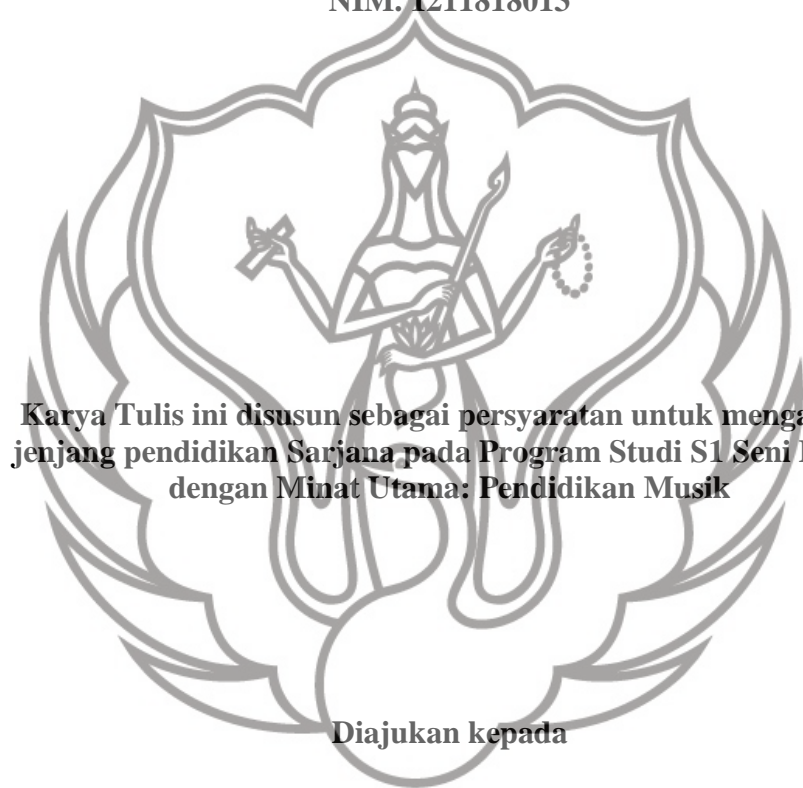 NIM. 1211818013
Karya Tulis ini disusun sebagai persyaratan untuk
jenjang pendidikan Sarjana pada Program Studi S1 Seni
dengan Minat Utama: Pendidikan Musik
Diajukan kepada